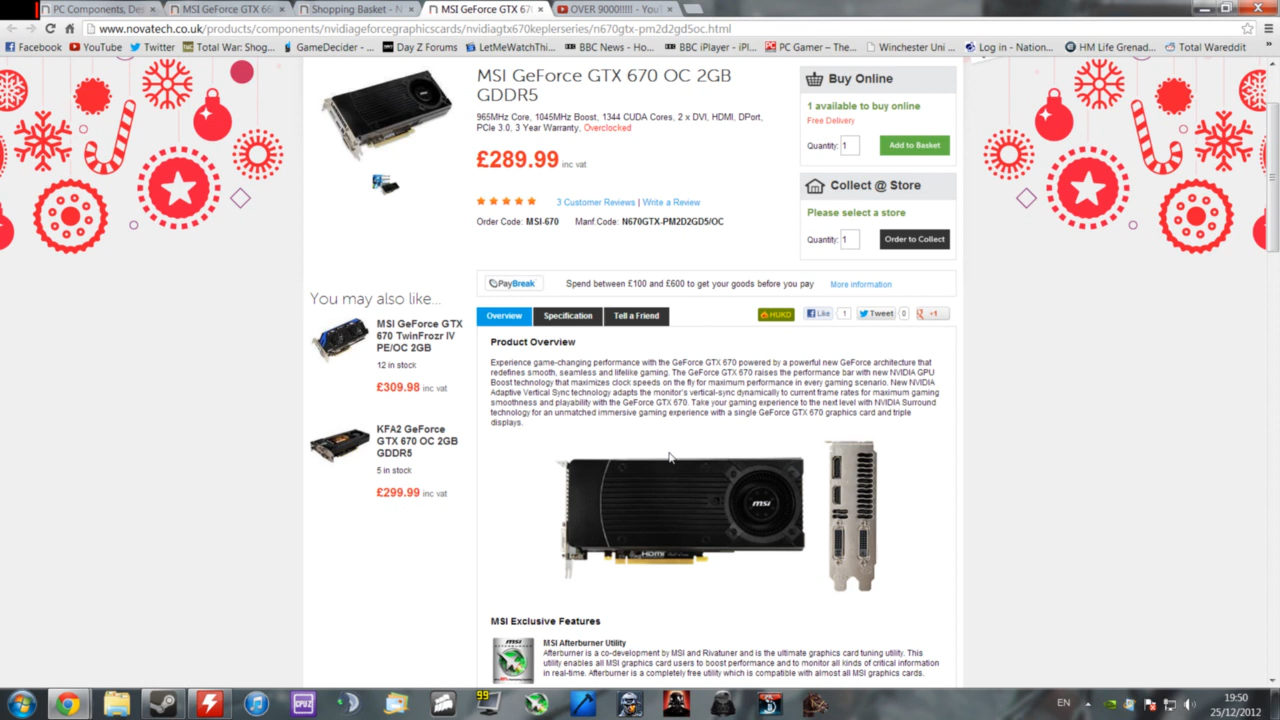 PC Components, Des
MSI GeForce GTX 66
Shopping Basket - N
MSI GeForce GTX 67
OVER 9000!!!!! - YouT
www.novatech.co.uk/products/components/nvidiageforcegraphicscards/nvidiagtx670keplerseries/n670gtx-pm2d2gd5oc.html
Facebook
YouTube
Twitter
Total War: Shog...
GameDecider - ...
Day Z Forums
LetMeWatchThi...
BBC News - Ho...
BBC iPlayer - iPl...
PC Gamer – The...
Winchester Uni ...
Log in - Nation...
HM Life Grenad...
Total Wareddit
»
MSI GeForce GTX 670 OC 2GB
GDDR5
965MHz Core, 1045MHz Boost, 1344 CUDA Cores, 2 x DVI, HDMI, DPort,
PCIe 3.0, 3 Year Warranty, Overclocked
£289.99 inc vat
3 Customer Reviews | Write a Review
Order Code: MSI-670 Manf.Code: N670GTX-PM2D2GD5/OC
Buy Online
1 available to buy online
Free Delivery
Quantity: 1 Add to Basket
Collect @ Store
Please select a store
Quantity: 1 Order to Collect
PayBreak Spend between £100 and £600 to get your goods before you pay More information
You may also like...
MSI GeForce GTX
670 TwinFrozr IV
PE/OC 2GB
12 in stock
£309.98 inc vat
KFA2 GeForce
GTX 670 OC 2GB
GDDR5
5 in stock
£299.99 inc vat
Overview Specification Tell a Friend
HUKD Like 1 Tweet 0 +1
Product Overview
Experience game-changing performance with the GeForce GTX 670 powered by a powerful new GeForce architecture that
redefines smooth, seamless and lifelike gaming. The GeForce GTX 670 raises the performance bar with new NVIDIA GPU
Boost technology that maximizes clock speeds on the fly for maximum performance in every gaming scenario. New NVIDIA
Adaptive Vertical Sync technology adapts the monitor's vertical-sync dynamically to current frame rates for maximum gaming
smoothness and playability with the GeForce GTX 670. Take your gaming experience to the next level with NVIDIA Surround
technology for an unmatched immersive gaming experience with a single GeForce GTX 670 graphics card and triple
displays.
msi
HDMI
MSI Exclusive Features
msi
MSI Afterburner Utility
Afterburner is a co-development by MSI and Rivatuner and is the ultimate graphics card tuning utility. This
utility enables all MSI graphics card users to boost performance and to monitor all kinds of critical information
in real-time. Afterburner is a completely free utility which is compatible with almost all MSI graphics cards.
CPUZ
99
EN
19:50
25/12/2012